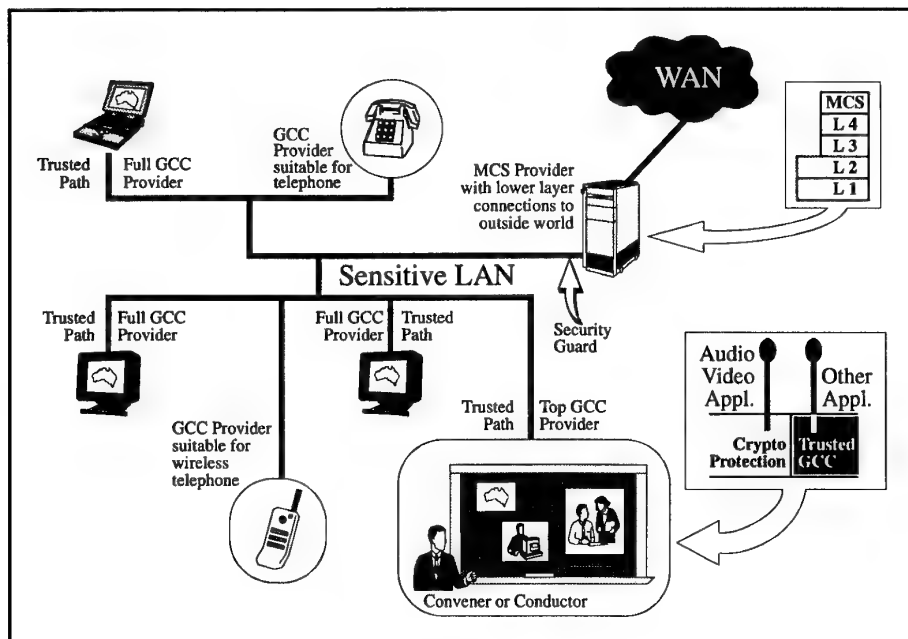 WAN
MCS
L 4
L 3
L 2
L 1
Trusted
Path
Full GCC
Provider
GCC
Provider
suitable for
telephone
MCS Provider
with lower layer
connections to
outside world
Sensitive LAN
Security
Guard
Trusted
Path
Full GCC
Provider
Full GCC
Provider
Trusted
Path
GCC Provider
suitable for
wireless
telephone
Trusted
Path
Top GCC
Provider
Audio
Video
Appl.
Other
Appl.
Crypto
Protection
Trusted
GCC
Convener or Conductor